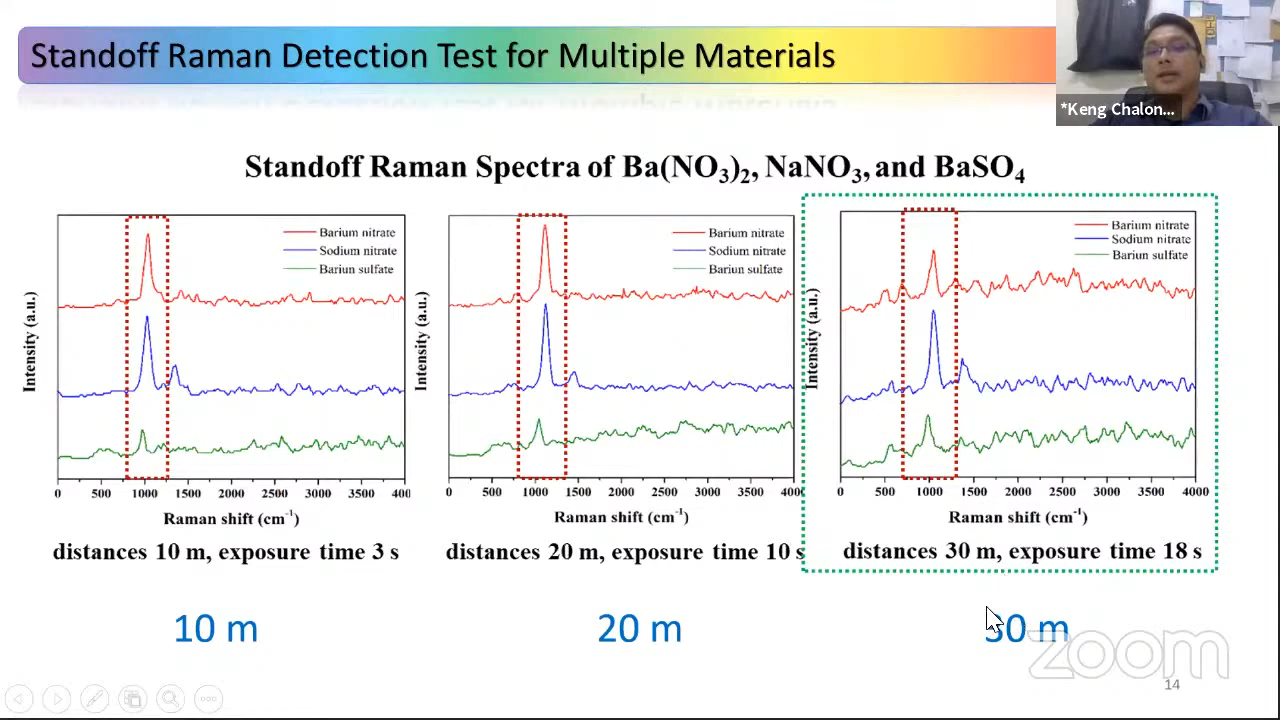 Standoff Raman Detection Test for Multiple Materials
*Keng Chalon...
Standoff Raman Spectra of Ba(NO₃)₂, NaNO₃, and BaSO₄
Intensity (a.u.)
Barium nitrate
Sodium nitrate
Bariun sulfate
0 500 1000 1500 2000 2500 3000 3500 400
Raman shift (cm⁻¹)
distances 10 m, exposure time 3 s
10 m
Intensity (a.u.)
Barium nitrate
Sodium nitrate
Bariun sulfate
0 500 1000 1500 2000 2500 3000 3500 400
Raman shift (cm⁻¹)
distances 20 m, exposure time 10 s
20 m
Intensity (a.u.)
Barium nitrate
Sodium nitrate
Bariun sulfate
0 500 1000 1500 2000 2500 3000 3500 4000
Raman shift (cm⁻¹)
distances 30 m, exposure time 18 s
30 m
zoom
14